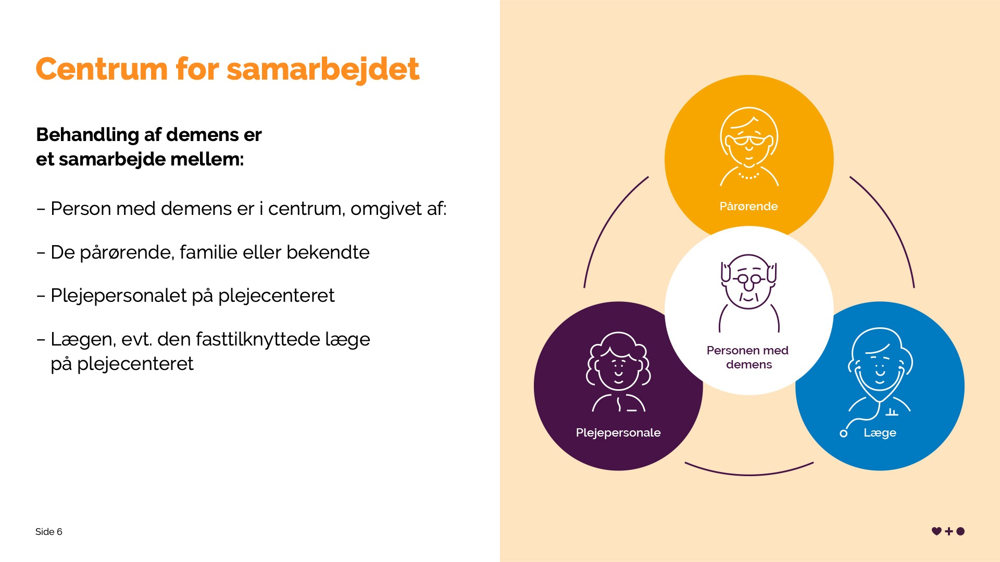 Centrum for samarbejdet
Behandling af demens er
et samarbejde mellem:
– Person med demens er i centrum, omgivet af:
– De pårørende, familie eller bekendte
– Plejepersonalet på plejecenteret
– Lægen, evt. den fasttilknyttede læge
på plejecenteret
Side 6
Pårørende
Personen med
demens
Plejepersonale
Læge